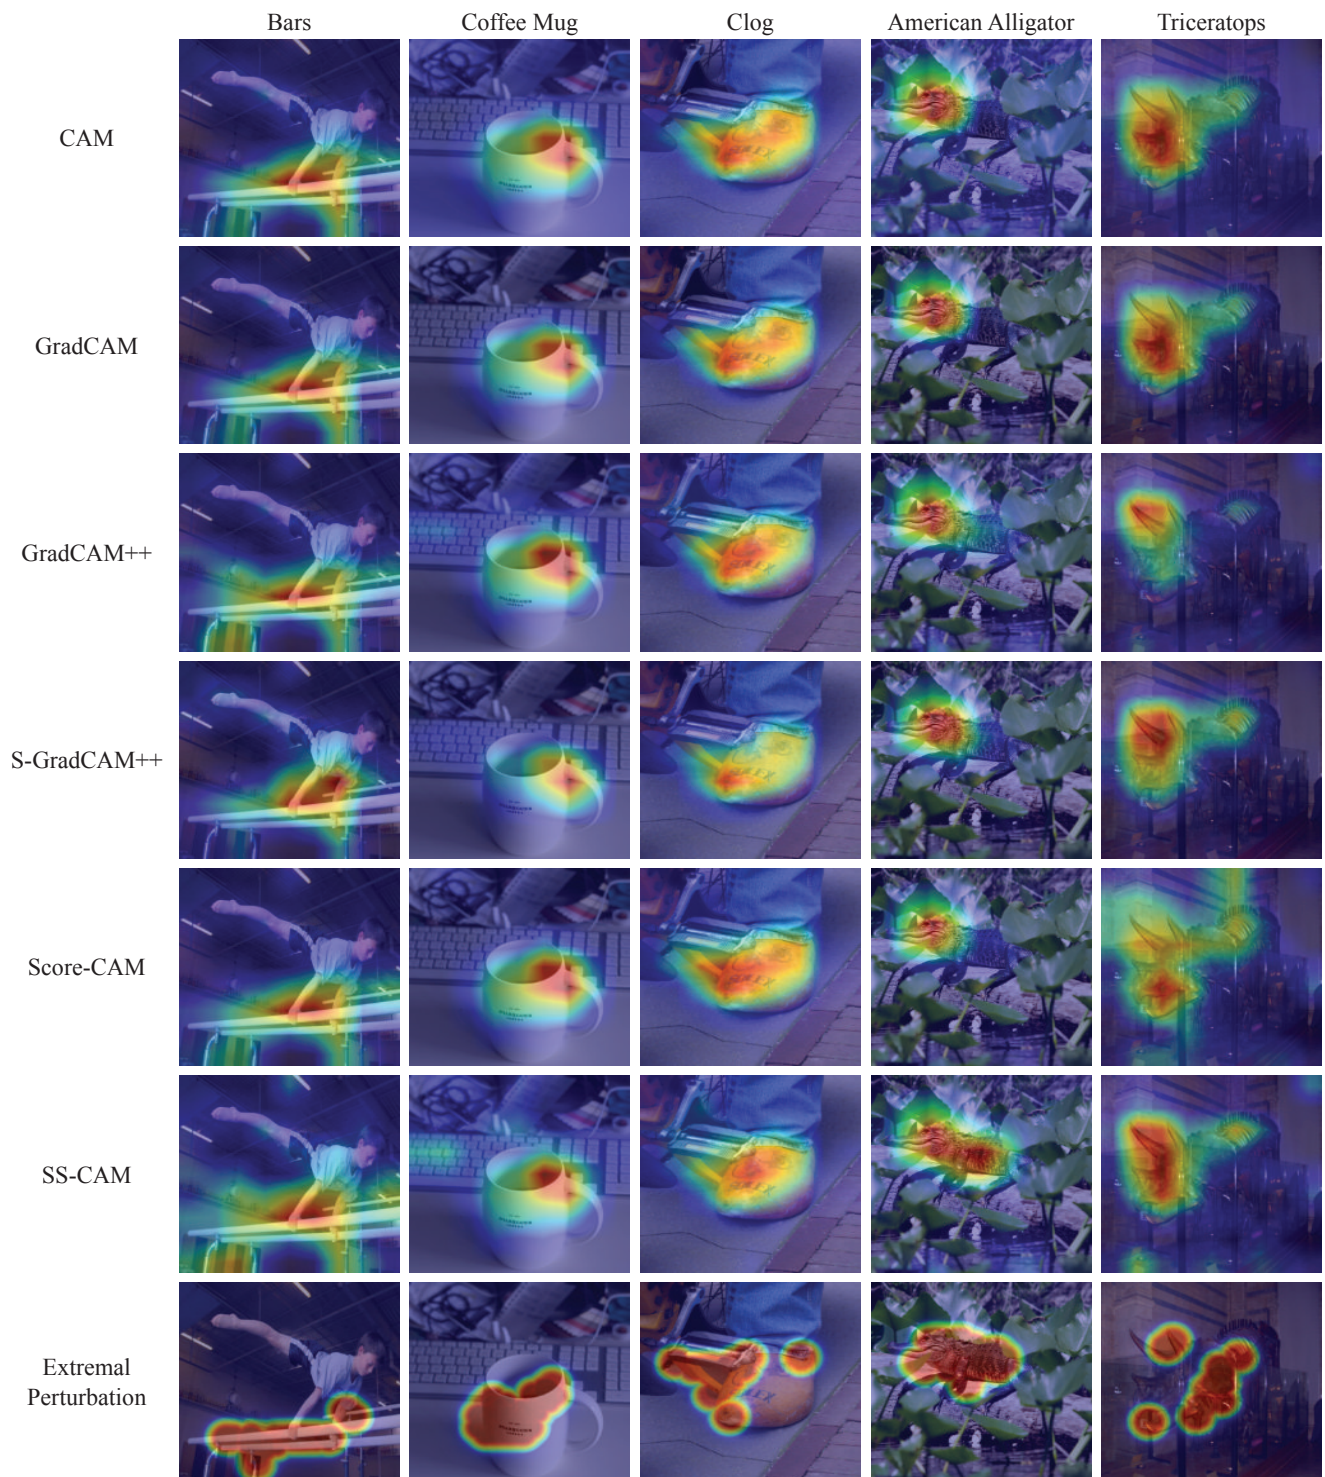 Bars
Coffee Mug
Clog
American Alligator
Triceratops
CAM
GradCAM
GradCAM++
S-GradCAM++
Score-CAM
SS-CAM
Extremal
Perturbation